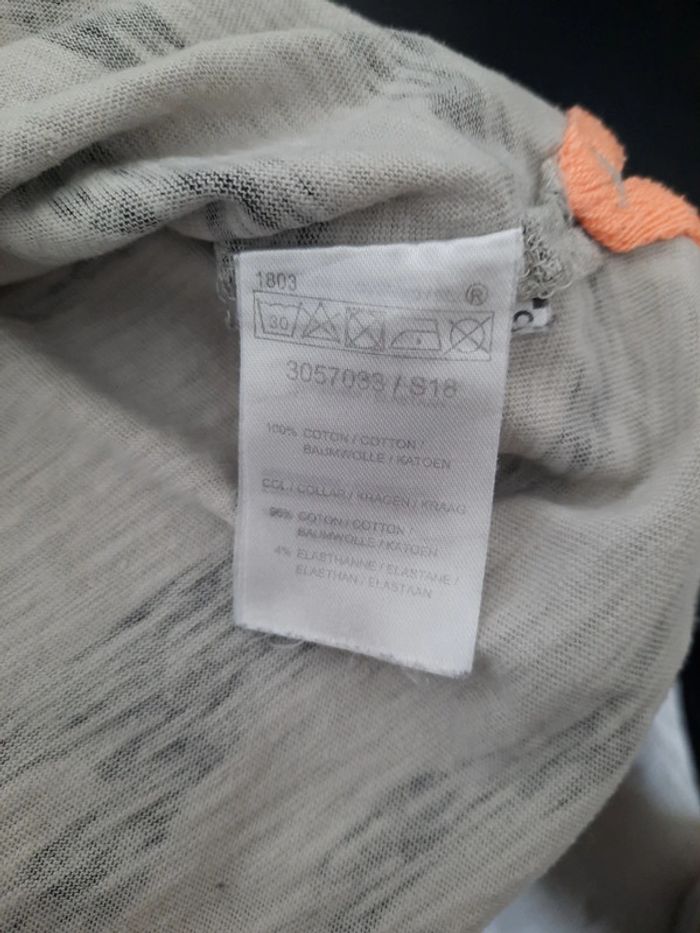 1803
®
30
3057033 / S18
100% COTON / COTTON /
BAUMWOLLE / KATOEN
COL / COLLAR / KRAGEN / KRAAG
96% COTON / COTTON /
BAUMWOLLE / KATOEN
4% ELASTHANNE / ELASTANE /
ELASTHAN / ELASTAAN